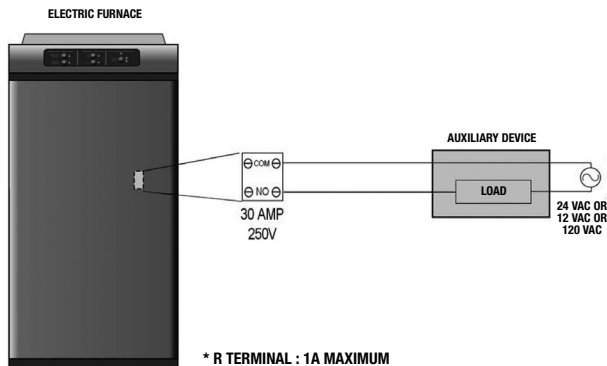 ELECTRIC FURNACE
AUXILIARY DEVICE
COM
LOAD
NO
24 VAC OR
12 VAC OR
120 VAC
30 AMP
250V
* R TERMINAL : 1A MAXIMUM